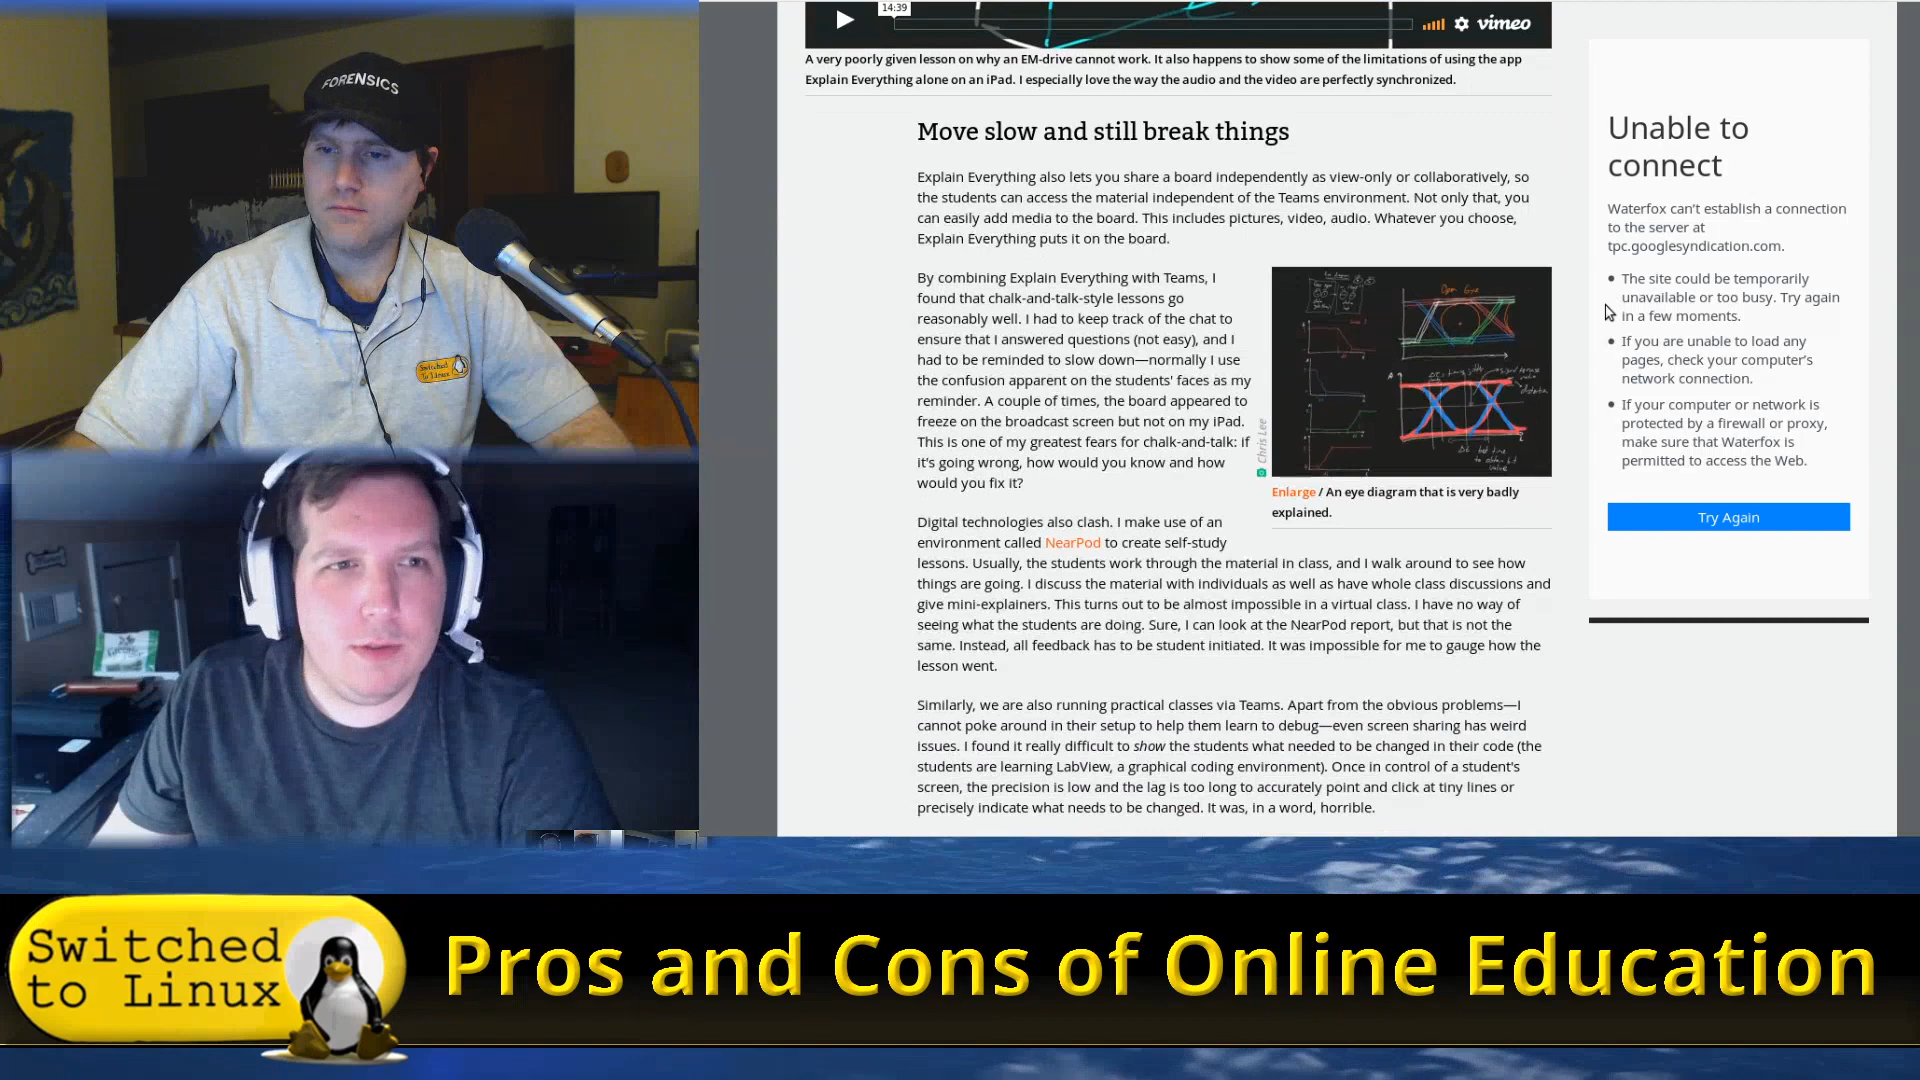 FORENSICS
Switched
To Linux
14:39
vimeo
A very poorly given lesson on why an EM-drive cannot work. It also happens to show some of the limitations of using the app
Explain Everything alone on an iPad. I especially love the way the audio and the video are perfectly synchronized.
Move slow and still break things
Explain Everything also lets you share a board independently as view-only or collaboratively, so
the students can access the material independent of the Teams environment. Not only that, you
can easily add media to the board. This includes pictures, video, audio. Whatever you choose,
Explain Everything puts it on the board.
By combining Explain Everything with Teams, I
found that chalk-and-talk-style lessons go
reasonably well. I had to keep track of the chat to
ensure that I answered questions (not easy), and I
had to be reminded to slow down—normally I use
the confusion apparent on the students' faces as my
reminder. A couple of times, the board appeared to
freeze on the broadcast screen but not on my iPad.
This is one of my greatest fears for chalk-and-talk: if
it's going wrong, how would you know and how
would you fix it?
Chris Lee
Enlarge / An eye diagram that is very badly
explained.
Digital technologies also clash. I make use of an
environment called NearPod to create self-study
lessons. Usually, the students work through the material in class, and I walk around to see how
things are going. I discuss the material with individuals as well as have whole class discussions and
give mini-explainers. This turns out to be almost impossible in a virtual class. I have no way of
seeing what the students are doing. Sure, I can look at the NearPod report, but that is not the
same. Instead, all feedback has to be student initiated. It was impossible for me to gauge how the
lesson went.
Similarly, we are also running practical classes via Teams. Apart from the obvious problems—I
cannot poke around in their setup to help them learn to debug—even screen sharing has weird
issues. I found it really difficult to show the students what needed to be changed in their code (the
students are learning LabView, a graphical coding environment). Once in control of a student's
screen, the precision is low and the lag is too long to accurately point and click at tiny lines or
precisely indicate what needs to be changed. It was, in a word, horrible.
Unable to
connect
Waterfox can't establish a connection
to the server at
tpc.googlesyndication.com.
The site could be temporarily
unavailable or too busy. Try again
in a few moments.
If you are unable to load any
pages, check your computer's
network connection.
If your computer or network is
protected by a firewall or proxy,
make sure that Waterfox is
permitted to access the Web.
Try Again
Switched
to Linux
Pros and Cons of Online Education